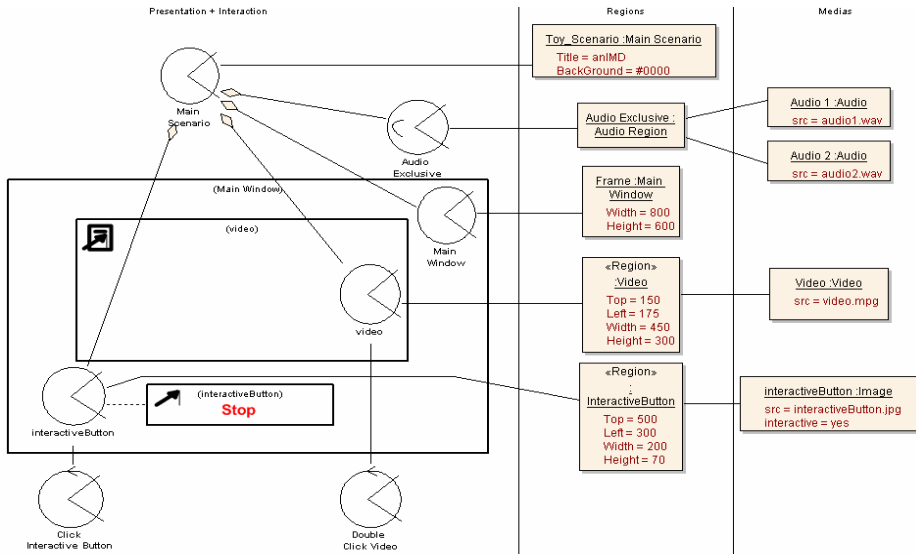 Presentation + Interaction
Regions
Medias
Main
Scenario
Audio
Exclusive
(Main Window)
(video)
Main
Window
video
(interactiveButton)
Stop
interactiveButton
Click
Interactive Button
Double
Click Video
Toy_Scenario :Main Scenario
Title = anIMD
BackGround = #0000
Audio Exclusive :
Audio Region
Frame :Main
Window
Width = 800
Height = 600
«Region»
:Video
Top = 150
Left = 175
Width = 450
Height = 300
«Region»
:
InteractiveButton
Top = 500
Left = 300
Width = 200
Height = 70
Audio 1 :Audio
src = audio1.wav
Audio 2 :Audio
src = audio2.wav
Video :Video
src = video.mpg
interactiveButton :Image
src = interactiveButton.jpg
interactive = yes